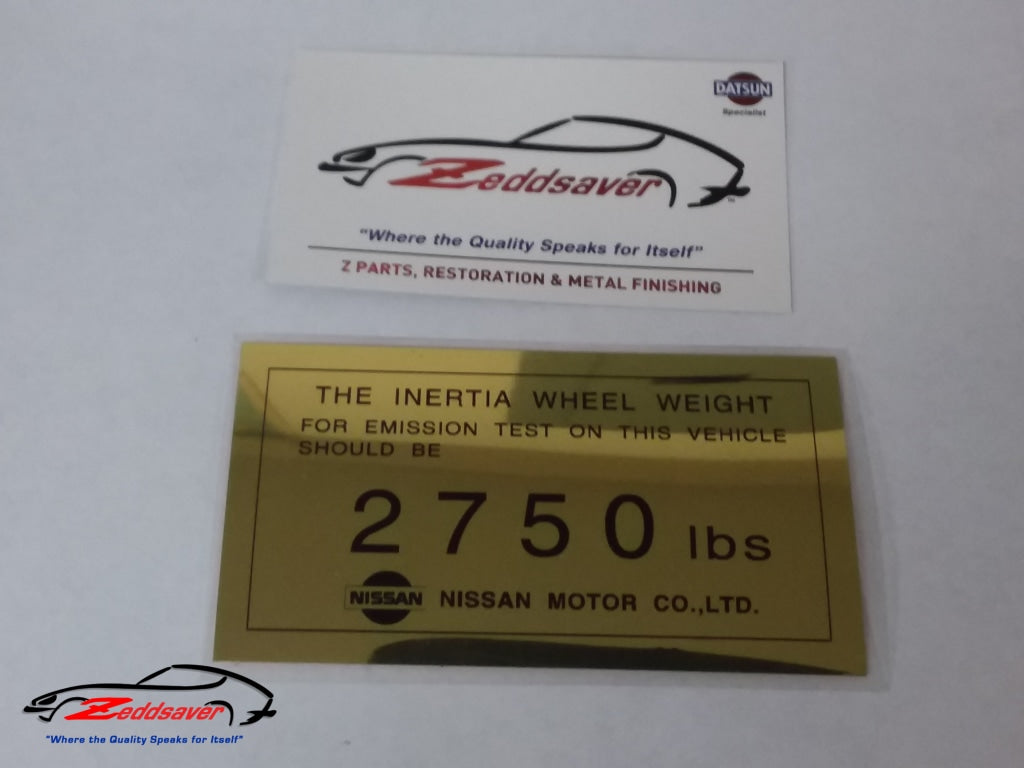 DATSUN
Specialist
Zeddsaver
TM
"Where the Quality Speaks for Itself"
Z PARTS, RESTORATION & METAL FINISHING
THE INERTIA WHEEL WEIGHT
FOR EMISSION TEST ON THIS VEHICLE
SHOULD BE
2750 lbs
NISSAN NISSAN MOTOR CO.,LTD.
Zeddsaver
"Where the Quality Speaks for Itself"